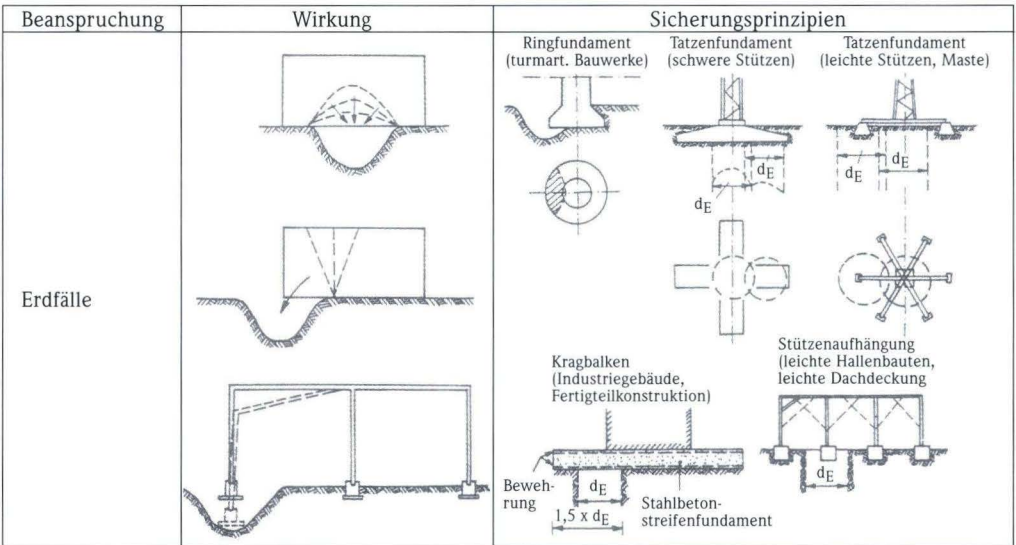 Beanspruchung
Wirkung
Sicherungsprinzipien
Erdfälle
Ringfundament
(turmart. Bauwerke)
Tatzenfundament
(schwere Stützen)
Tatzenfundament
(leichte Stützen, Maste)
dE
dE
dE
dE
Kragbalken
(Industriegebäude,
Fertigteilkonstruktion)
Beweh-
rung
dE
1,5 x dE
Stahlbeton-
streifenfundament
Stützenaufhängung
(leichte Hallenbauten,
leichte Dachdeckung
dE